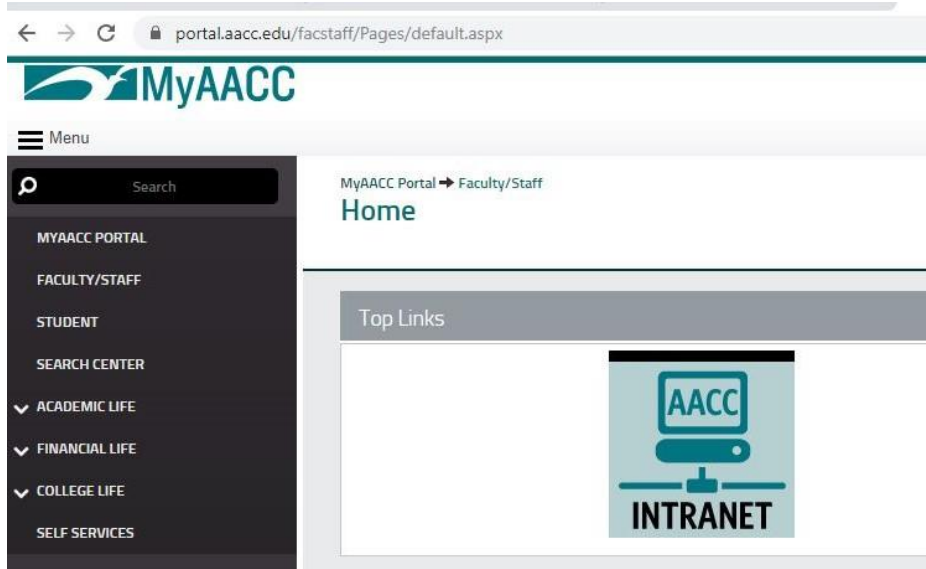 portal.aacc.edu/facstaff/Pages/default.aspx
MyAACC
Menu
Search
MYAACC PORTAL
FACULTY/STAFF
STUDENT
SEARCH CENTER
ACADEMIC LIFE
FINANCIAL LIFE
COLLEGE LIFE
SELF SERVICES
MyAACC Portal ➔ Faculty/Staff
Home
Top Links
AACC
INTRANET